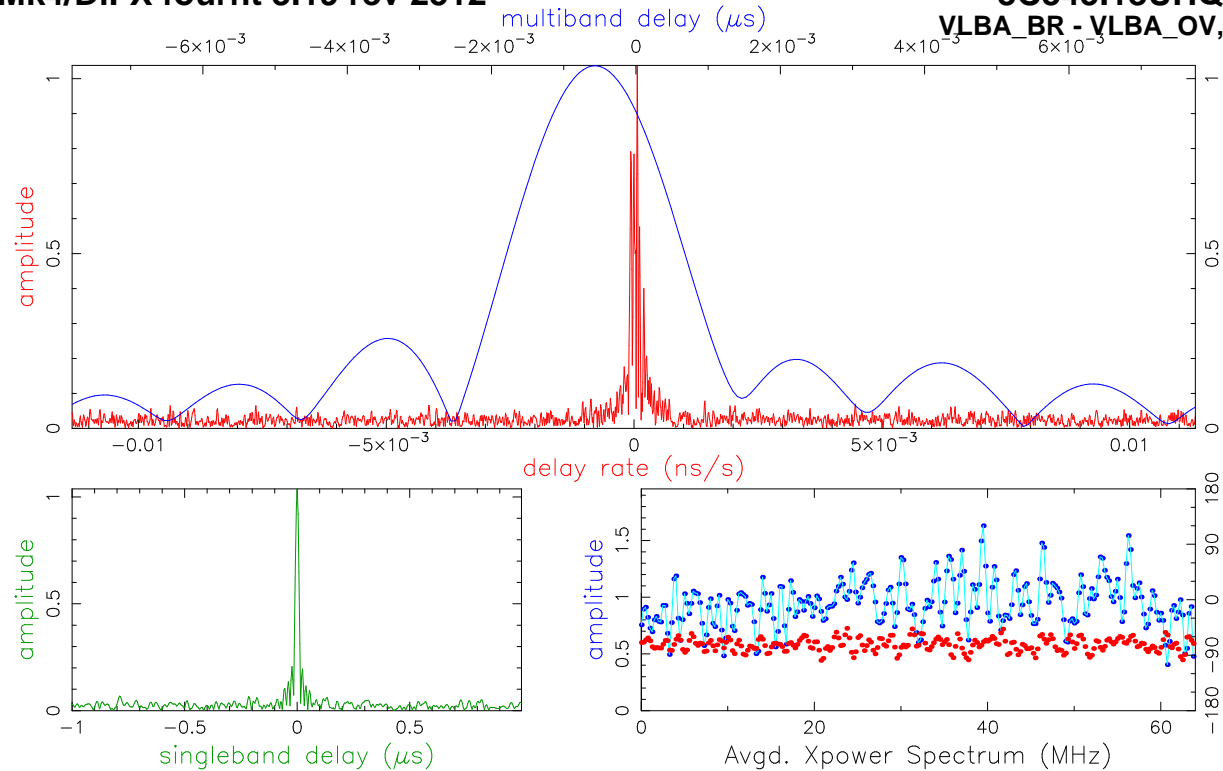 Mk4/DiFX fourfit rev
VLBA_BR - VLBA_OV,
multiband delay (μs)
−6×10⁻³ −4×10⁻³ −2×10⁻³ 0 2×10⁻³ 4×10⁻³ 6×10⁻³
amplitude
0 0.5 1
0 0.5 1
−0.01 −5×10⁻³ 0 5×10⁻³ 0.01
delay rate (ns/s)
amplitude
0 0.5 1
−1 −0.5 0 0.5
singleband delay (μs)
amplitude
0 0.5 1 1.5
−180 −90 0 90 180
0 20 40 60
Avgd. Xpower Spectrum (MHz)